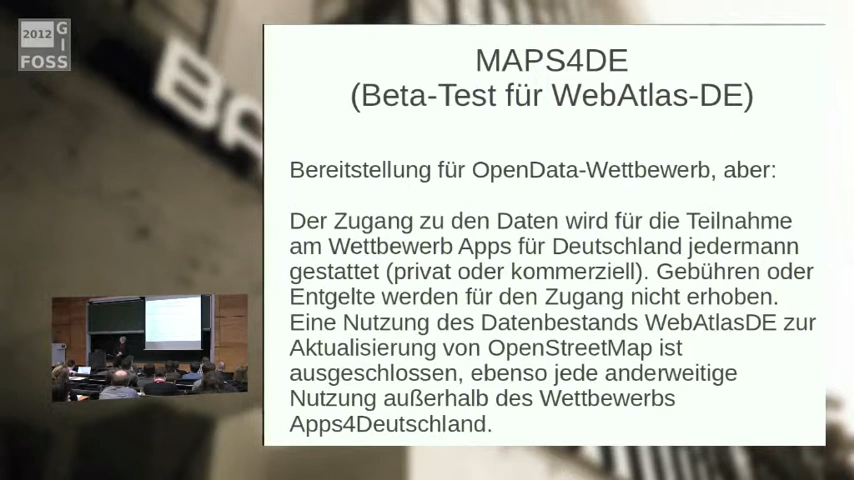 2012
GI
FOSS
BA
MAPS4DE
(Beta-Test für WebAtlas-DE)
Bereitstellung für OpenData-Wettbewerb, aber:
Der Zugang zu den Daten wird für die Teilnahme
am Wettbewerb Apps für Deutschland jedermann
gestattet (privat oder kommerziell). Gebühren oder
Entgelte werden für den Zugang nicht erhoben.
Eine Nutzung des Datenbestands WebAtlasDE zur
Aktualisierung von OpenStreetMap ist
ausgeschlossen, ebenso jede anderweitige
Nutzung außerhalb des Wettbewerbs
Apps4Deutschland.